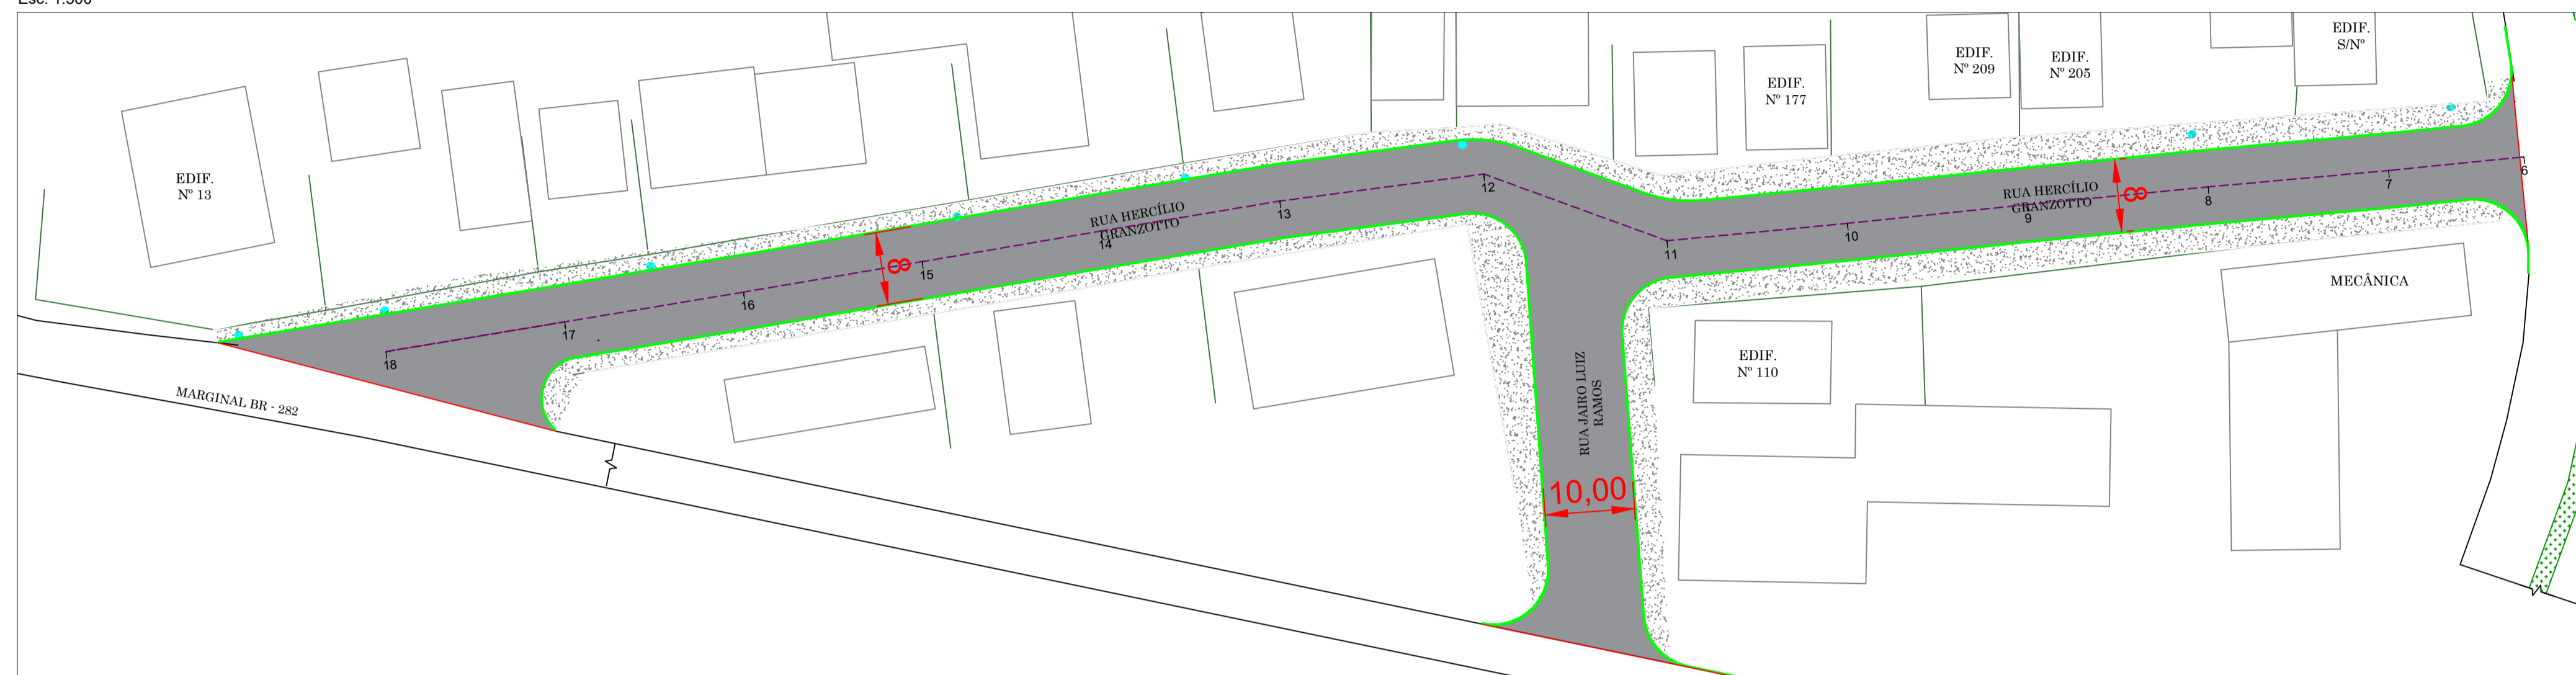 EDIF.
Nº 13
EDIF.
Nº 177
EDIF.
Nº 209
EDIF.
Nº 205
EDIF.
S/Nº
RUA HERCÍLIO
GRANZOTTO
RUA HERCÍLIO
GRANZOTTO
18
17
16
15
14
13
12
11
10
9
8
7
6
8
8
MECÂNICA
EDIF.
Nº 110
RUA JAIRO LUIZ
RAMOS
10,00
MARGINAL BR - 282